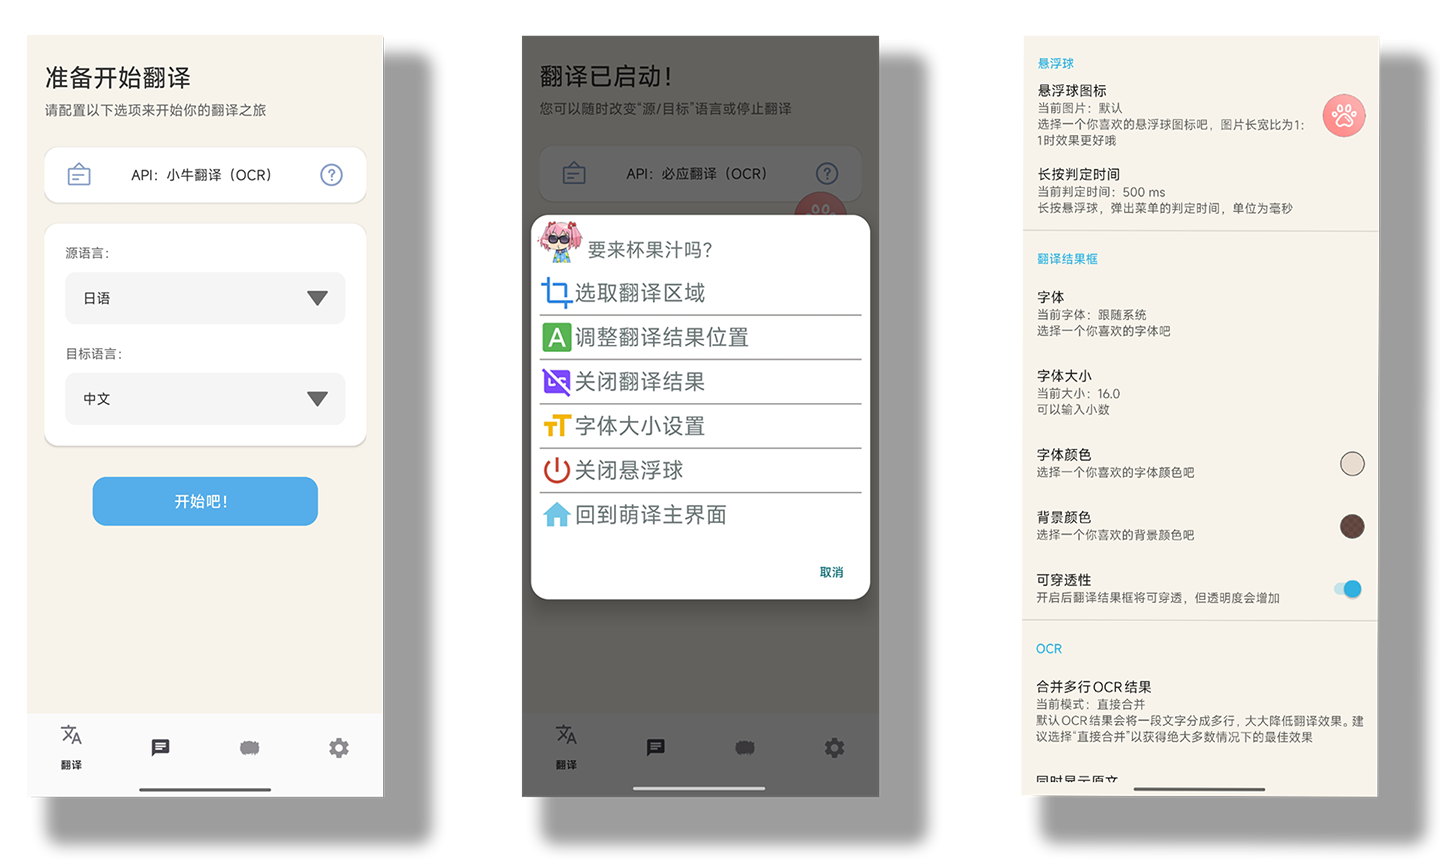 准备开始翻译
请配置以下选项来开始你的翻译之旅
API：小牛翻译（OCR）
?
源语言：
日语
目标语言：
中文
开始吧！
翻译
翻译已启动！
您可以随时改变“源/目标”语言或停止翻译
API：必应翻译（OCR）
?
要来杯果汁吗？
选取翻译区域
A 调整翻译结果位置
关闭翻译结果
字体大小设置
关闭悬浮球
回到萌译主界面
取消
翻译
悬浮球
悬浮球图标
当前图片：默认
选择一个你喜欢的悬浮球图标吧，图片长宽比为1：
1时效果更好哦
长按判定时间
当前判定时间：500 ms
长按悬浮球，弹出菜单的判定时间，单位为毫秒
翻译结果框
字体
当前字体：跟随系统
选择一个你喜欢的字体吧
字体大小
当前大小：16.0
可以输入小数
字体颜色
选择一个你喜欢的字体颜色吧
背景颜色
选择一个你喜欢的背景颜色吧
可穿透性
开启后翻译结果框将可穿透，但透明度会增加
OCR
合并多行OCR结果
当前模式：直接合并
默认OCR结果会将一段文字分成多行，大大降低翻译效果。建
议选择“直接合并”以获得绝大多数情况下的最佳效果
同时显示原文